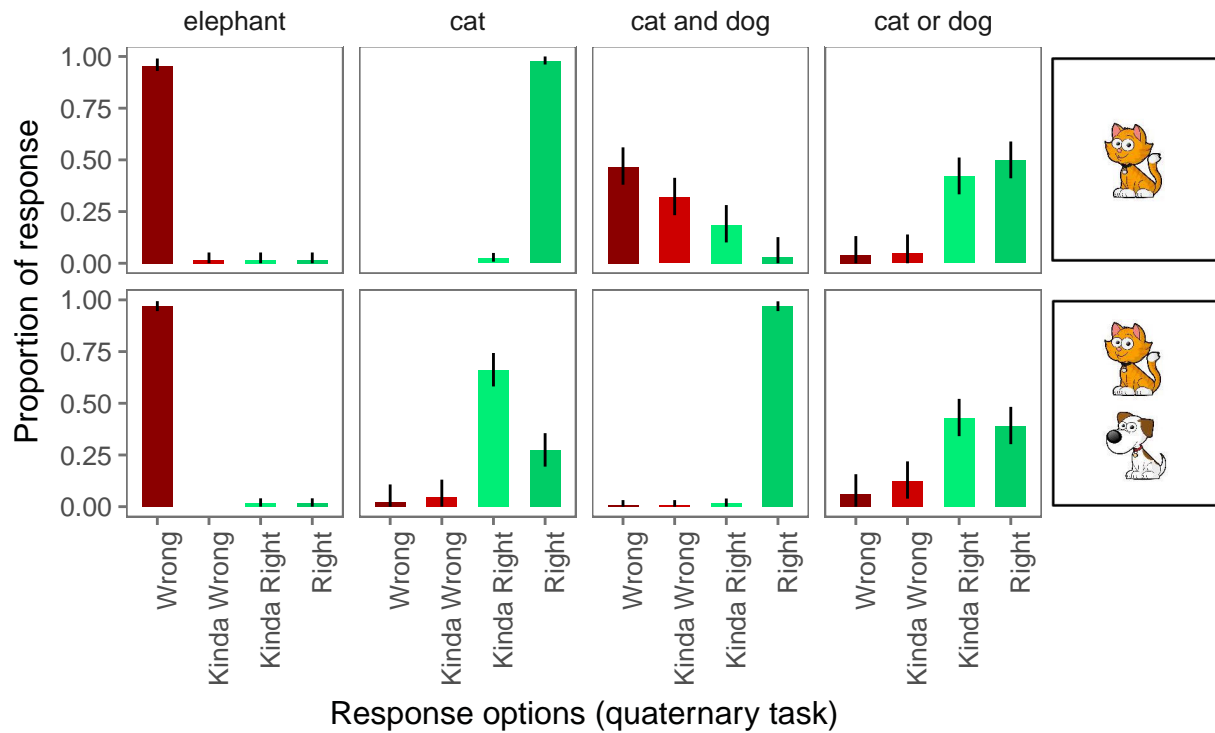 elephant
cat
cat and dog
cat or dog
Proportion of response
1.00
0.75
0.50
0.25
0.00
1.00
0.75
0.50
0.25
0.00
Wrong
Kinda Wrong
Kinda Right
Right
Wrong
Kinda Wrong
Kinda Right
Right
Wrong
Kinda Wrong
Kinda Right
Right
Wrong
Kinda Wrong
Kinda Right
Right
Response options (quaternary task)